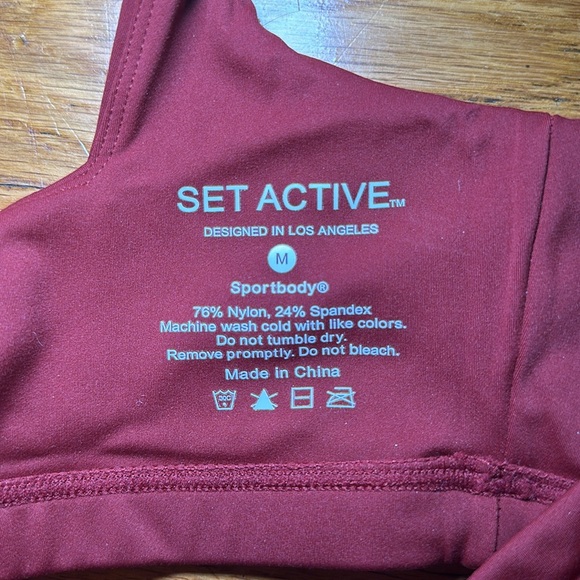 SET ACTIVE™
DESIGNED IN LOS ANGELES
M
Sportbody®
76% Nylon, 24% Spandex
Machine wash cold with like colors.
Do not tumble dry.
Remove promptly. Do not bleach.
Made in China
30C